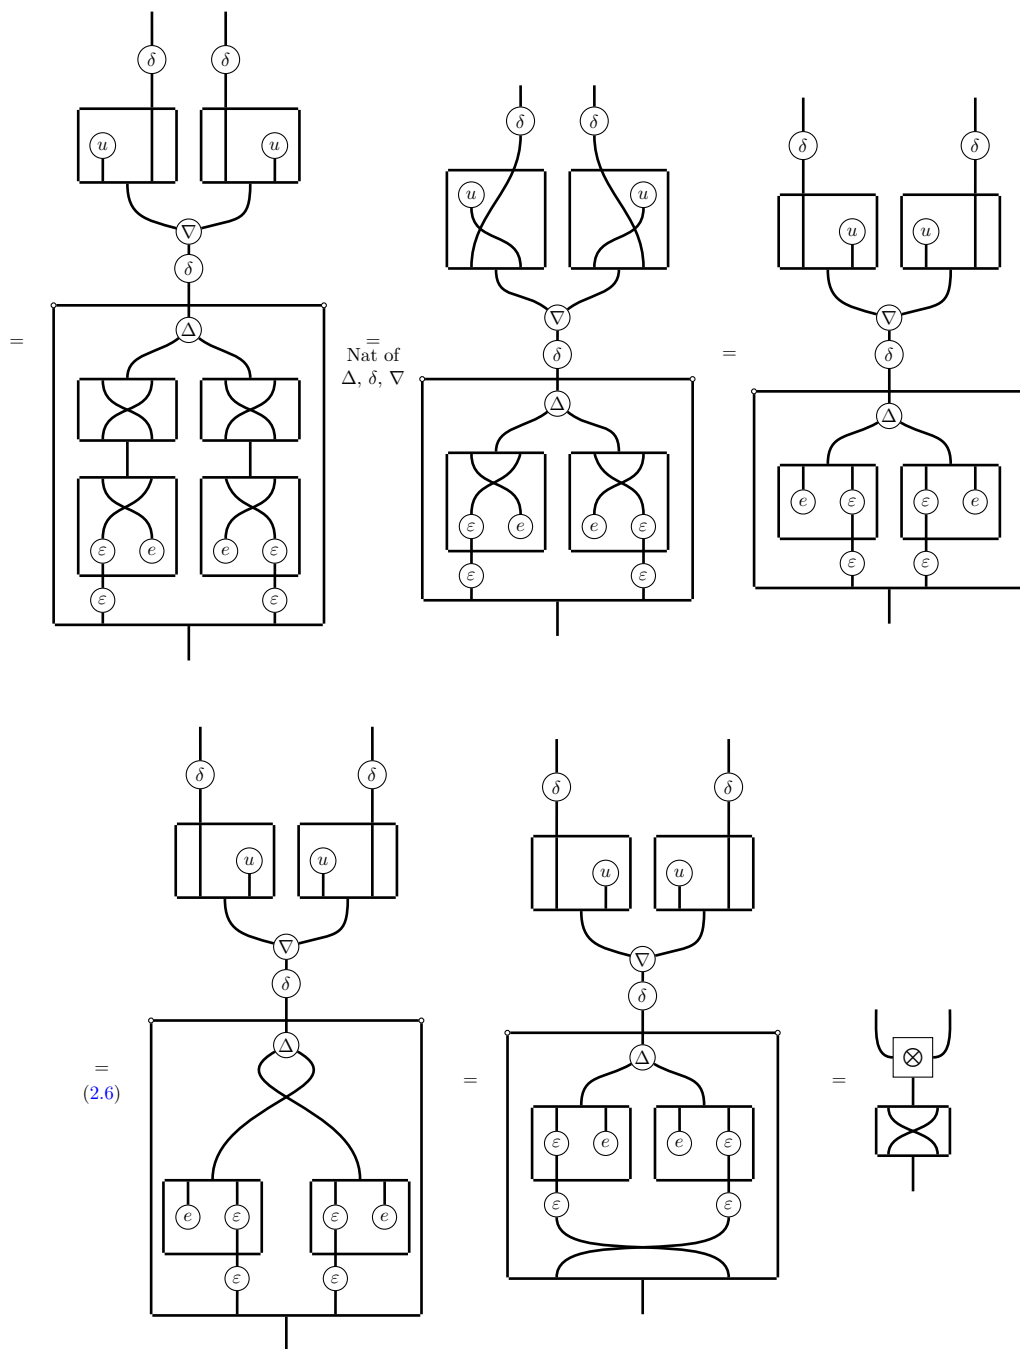 δ δ
u u
∇
δ
Δ
ε e e ε
ε ε
=
δ δ
u u
∇
δ
Δ
ε e e ε
ε ε
=
Nat of
Δ, δ, ∇
δ δ
u u
∇
δ
Δ
e ε ε e
ε ε
=
δ δ
u u
∇
δ
Δ
e ε ε e
ε ε
=
(2.6)
δ δ
u u
∇
δ
Δ
ε e e ε
ε ε
=
=
⊗